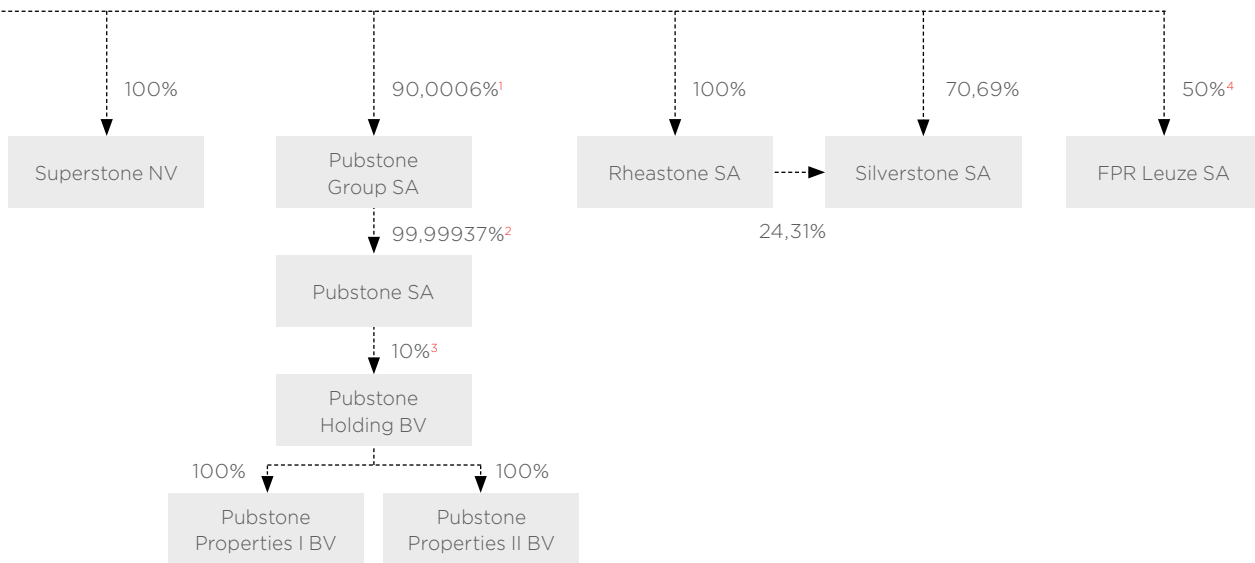 100%
90,0006%1
100%
70,69%
50%4
Superstone NV
Pubstone
Group SA
Rheastone SA
Silverstone SA
FPR Leuze SA
24,31%
99,99937%2
Pubstone SA
10%3
Pubstone
Holding BV
100%
100%
Pubstone
Properties I BV
Pubstone
Properties II BV